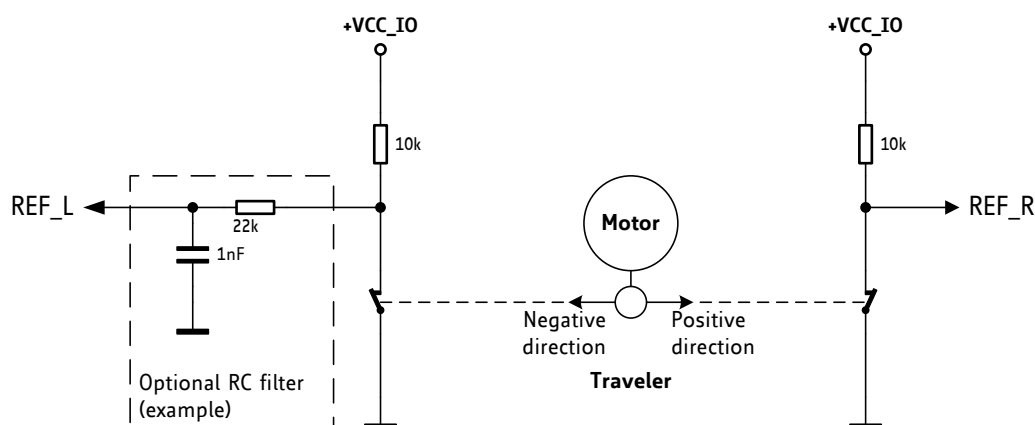 +VCC_IO
+VCC_IO
10k
10k
REF_L
22k
1nF
Motor
REF_R
Negative
direction
Positive
direction
Traveler
Optional RC filter
(example)